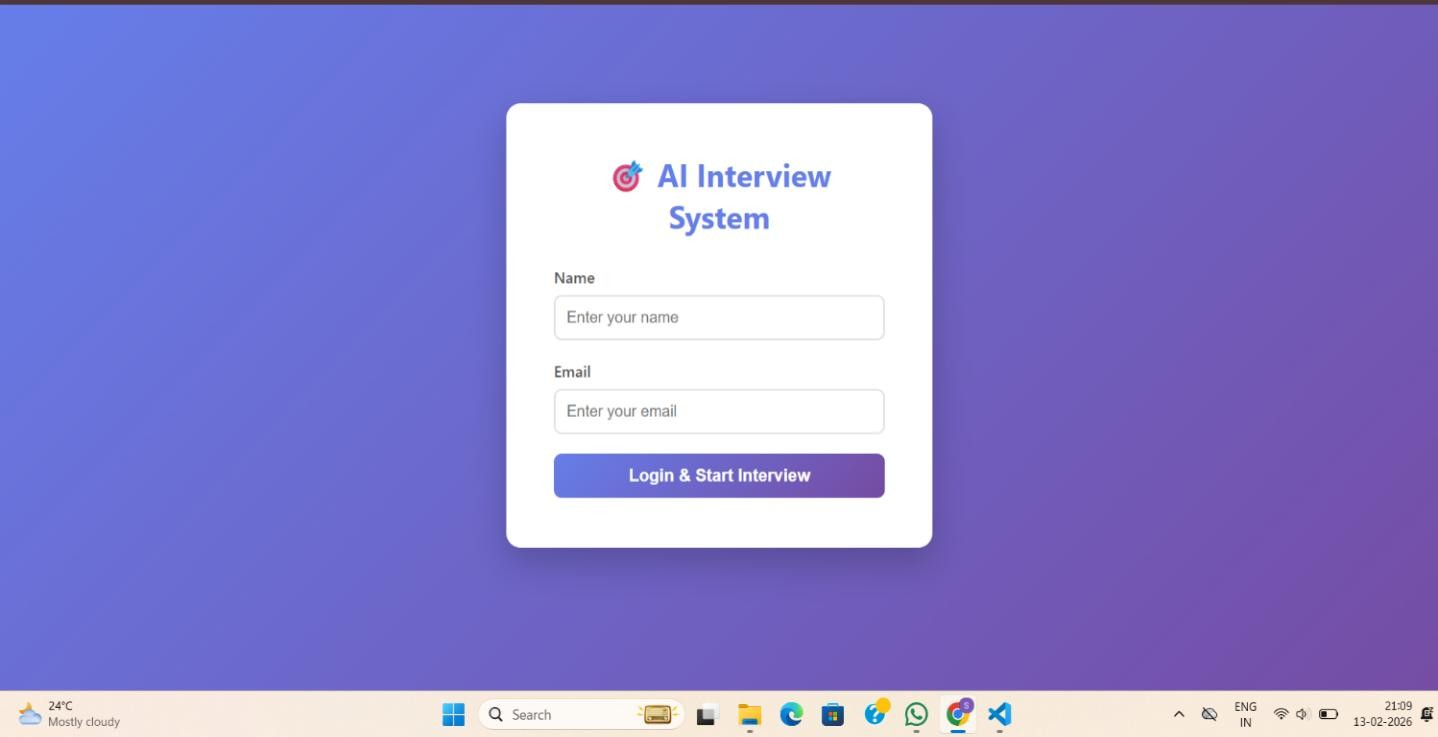 🎯 AI Interview
System
Name
Enter your name
Email
Enter your email
Login & Start Interview
24°C
Mostly cloudy
Search
ENG
IN
21:09
13-02-2026